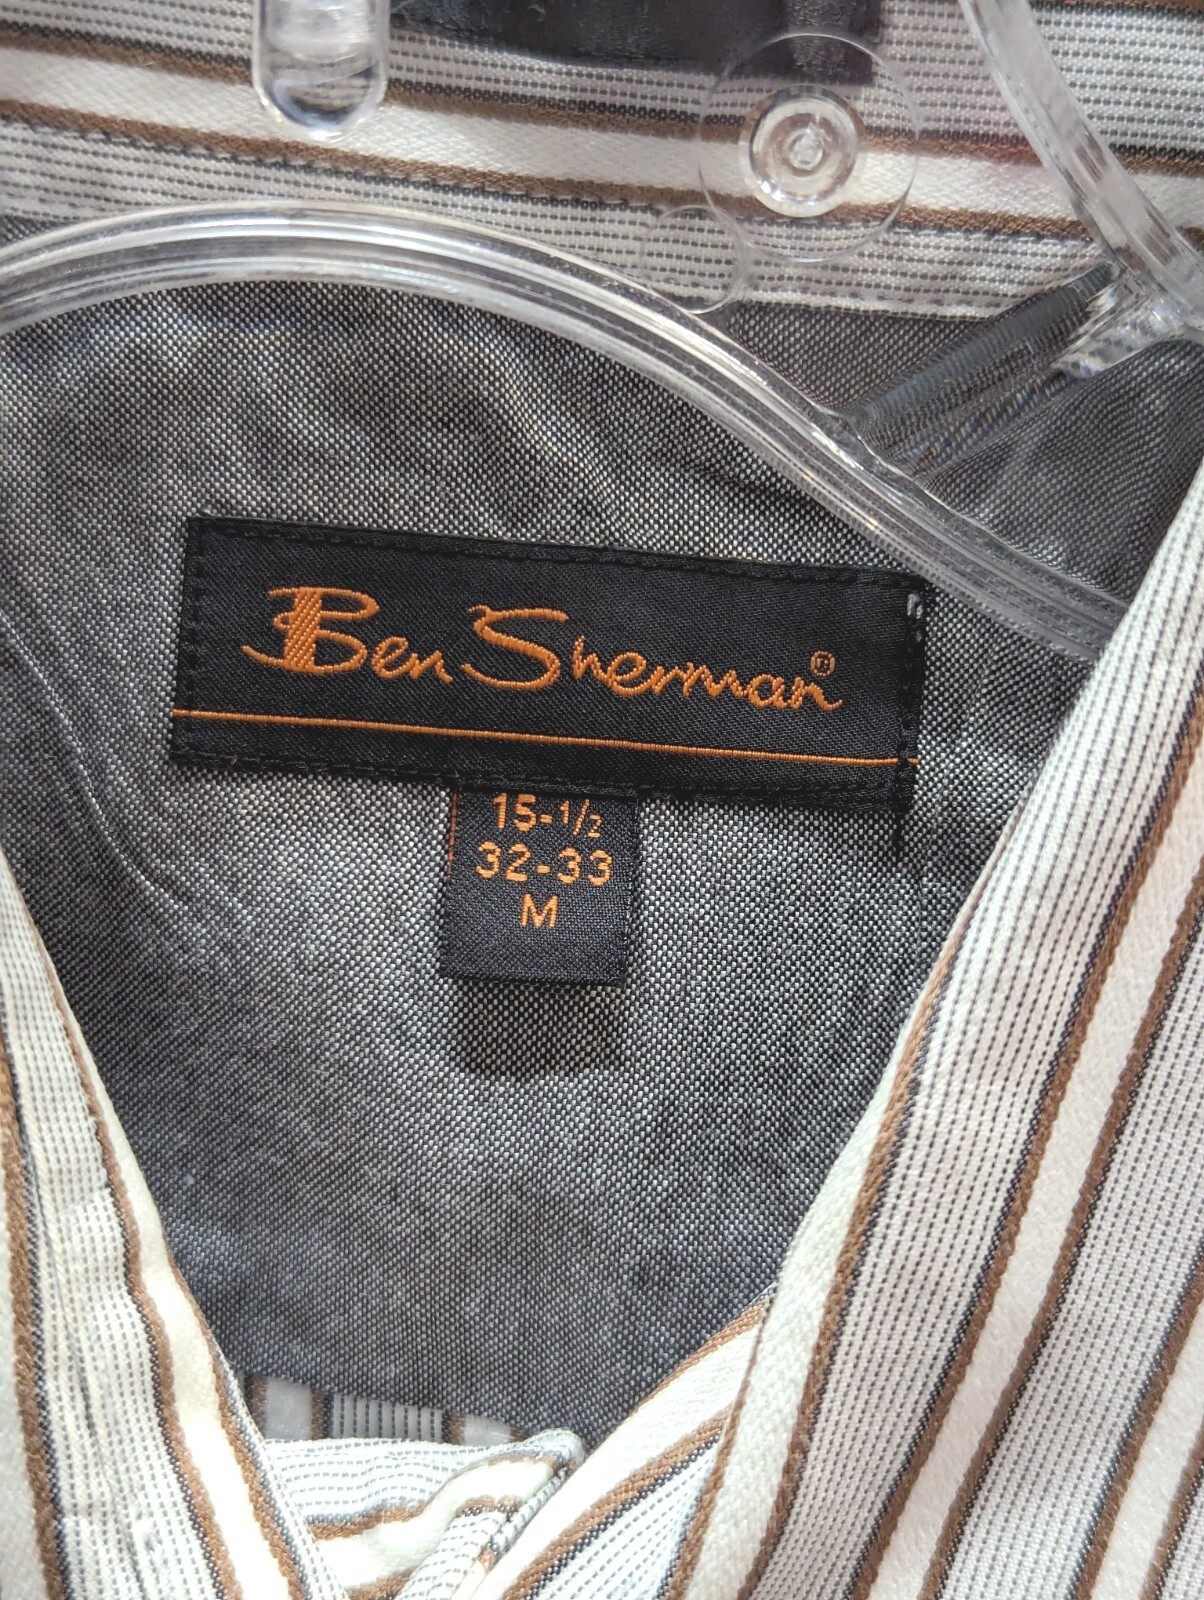 Ben Sherman®
15-1/2
32-33
M